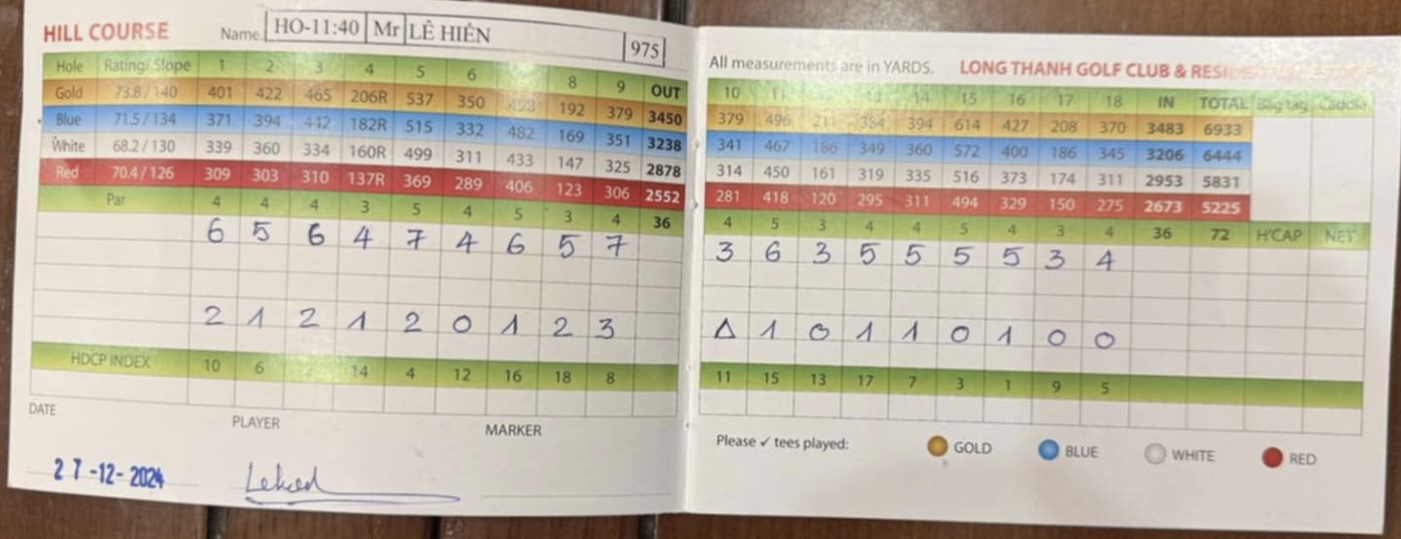 HILL COURSE Name HO-11:40 Mr LÊ HIÊN 975
Hole Rating/ Slope 1 2 3 4 5 6 8 9 OUT
Gold 73.8 / 140 401 422 465 206R 537 350 493 192 379 3450
Blue 71.5 / 134 371 394 442 182R 515 332 482 169 351 3238
White 68.2 / 130 339 360 334 160R 499 311 433 147 325 2878
Red 70.4 / 126 309 303 310 137R 369 289 406 123 306 2552
Par 4 4 4 3 5 4 5 3 4 36
6 5 6 4 7 4 6 5 7
2 1 2 1 2 0 1 2 3
HDCP INDEX 10 6 2 14 4 12 16 18 8
DATE PLAYER MARKER
27-12-2024
All measurements are in YARDS. LONG THANH GOLF CLUB &
10 11 13 14 15 16 17 18 IN TOTAL Bag tag Caddie
379 496 211 384 394 614 427 208 370 3483 6933
341 467 186 349 360 572 400 186 345 3206 6444
314 450 161 319 335 516 373 174 311 2953 5831
281 418 120 295 311 494 329 150 275 2673 5225
4 5 3 4 4 5 4 3 4 36 72 H'CAP NET
3 6 3 5 5 5 5 3 4
Δ 1 0 1 1 0 1 0 0
11 15 13 17 7 3 1 9 5
Please ✓ tees played: GOLD BLUE WHITE RED